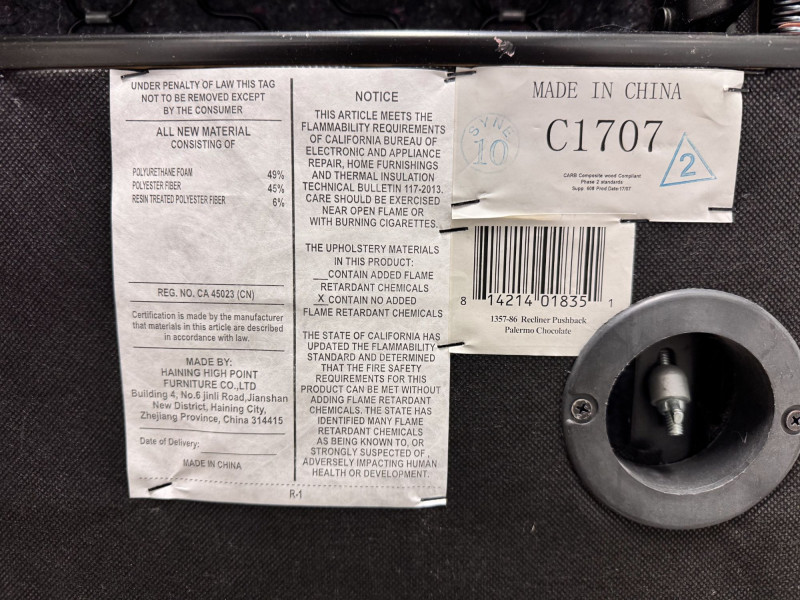 UNDER PENALTY OF LAW THIS TAG
NOT TO BE REMOVED EXCEPT
BY THE CONSUMER
ALL NEW MATERIAL
CONSISTING OF
POLYURETHANE FOAM 49%
POLYESTER FIBER 45%
RESIN TREATED POLYESTER FIBER 6%
REG. NO. CA 45023 (CN)
Certification is made by the manufacturer
that materials in this article are described
in accordance with law.
MADE BY:
HAINING HIGH POINT
FURNITURE CO.,LTD
Building 4, No.6 jinli Road,Jianshan
New District, Haining City,
Zhejiang Province, China 314415
Date of Delivery:
MADE IN CHINA
NOTICE
THIS ARTICLE MEETS THE
FLAMMABILITY REQUIREMENTS
OF CALIFORNIA BUREAU OF
ELECTRONIC AND APPLIANCE
REPAIR, HOME FURNISHINGS
AND THERMAL INSULATION
TECHNICAL BULLETIN 117-2013.
CARE SHOULD BE EXERCISED
NEAR OPEN FLAME OR
WITH BURNING CIGARETTES.
THE UPHOLSTERY MATERIALS
IN THIS PRODUCT:
___CONTAIN ADDED FLAME
RETARDANT CHEMICALS
X CONTAIN NO ADDED
FLAME RETARDANT CHEMICALS
THE STATE OF CALIFORNIA HAS
UPDATED THE FLAMMABILITY
STANDARD AND DETERMINED
THAT THE FIRE SAFETY
REQUIREMENTS FOR THIS
PRODUCT CAN BE MET WITHOUT
ADDING FLAME RETARDANT
CHEMICALS. THE STATE HAS
IDENTIFIED MANY FLAME
RETARDANT CHEMICALS
AS BEING KNOWN TO, OR
STRONGLY SUSPECTED OF,
ADVERSELY IMPACTING HUMAN
HEALTH OR DEVELOPMENT.
R-1
MADE IN CHINA
C1707
10
2
CARB Composite wood Compliant
Phase 2 standards
8 14214 01835 1
1357-86 Recliner Pushback
Palermo Chocolate